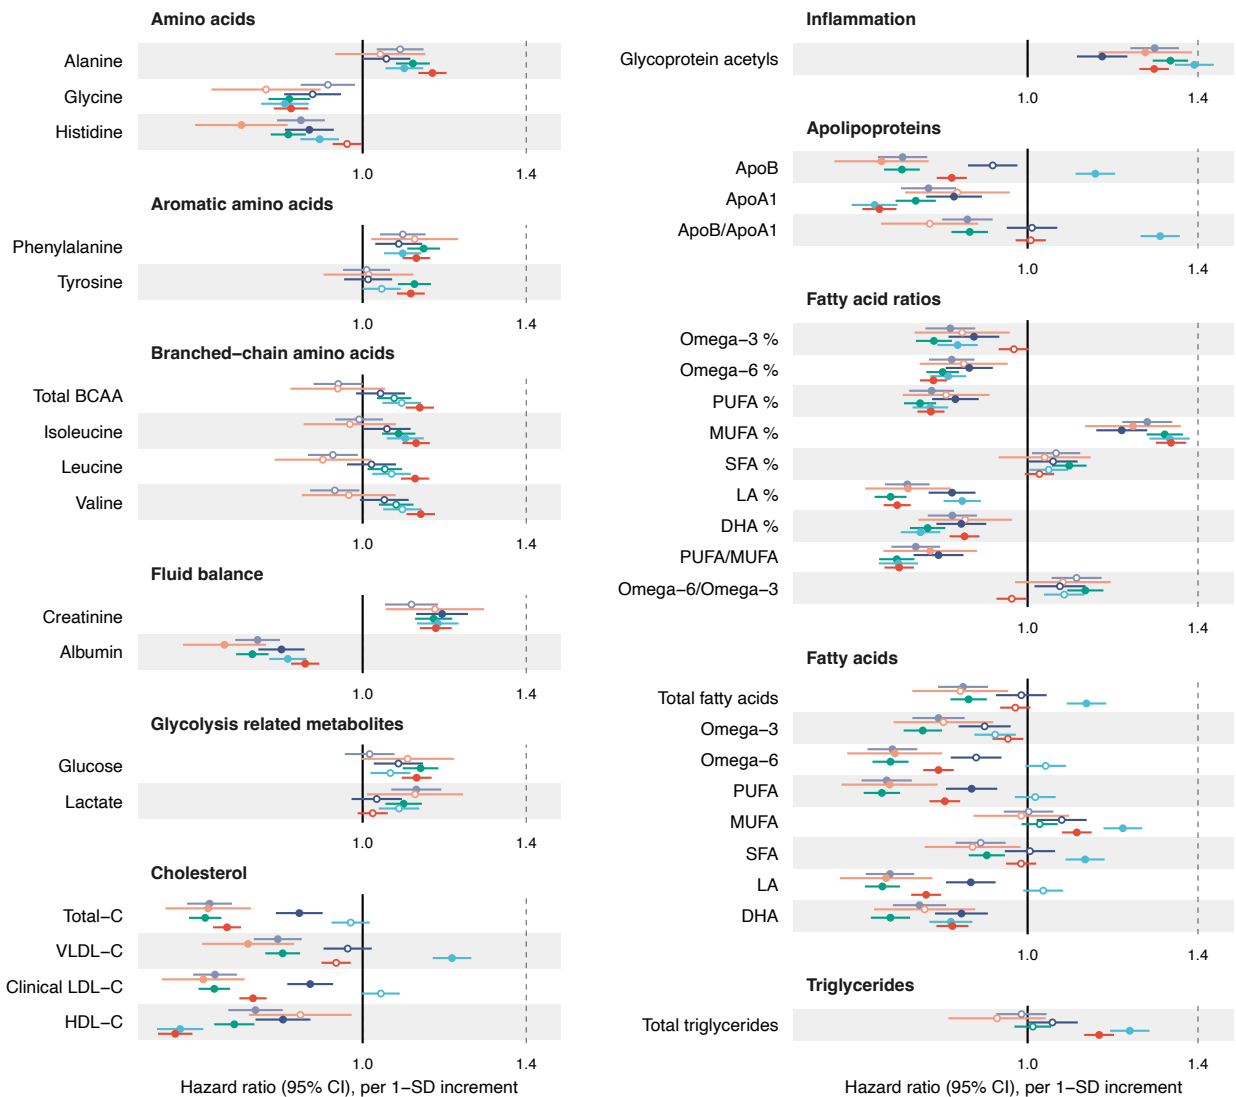 Amino acids
Alanine
Glycine
Histidine
1.0 1.4
Aromatic amino acids
Phenylalanine
Tyrosine
1.0 1.4
Branched−chain amino acids
Total BCAA
Isoleucine
Leucine
Valine
1.0 1.4
Fluid balance
Creatinine
Albumin
1.0 1.4
Glycolysis related metabolites
Glucose
Lactate
1.0 1.4
Cholesterol
Total−C
VLDL−C
Clinical LDL−C
HDL−C
1.0 1.4
Hazard ratio (95% CI), per 1−SD increment
Inflammation
Glycoprotein acetyls
1.0 1.4
Apolipoproteins
ApoB
ApoA1
ApoB/ApoA1
1.0 1.4
Fatty acid ratios
Omega−3 %
Omega−6 %
PUFA %
MUFA %
SFA %
LA %
DHA %
PUFA/MUFA
Omega−6/Omega−3
1.0 1.4
Fatty acids
Total fatty acids
Omega−3
Omega−6
PUFA
MUFA
SFA
LA
DHA
1.0 1.4
Triglycerides
Total triglycerides
1.0 1.4
Hazard ratio (95% CI), per 1−SD increment